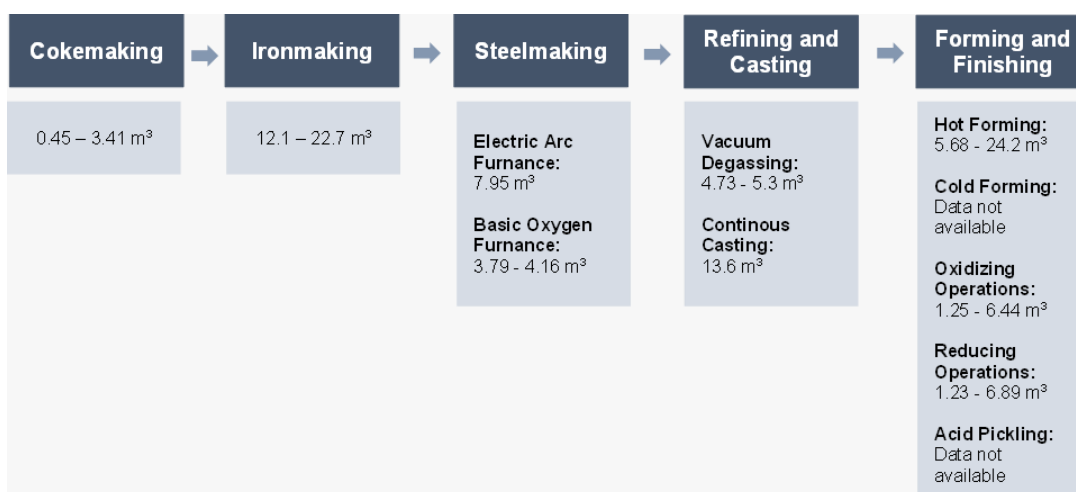 Cokemaking
Ironmaking
Steelmaking
Refining and
Casting
Forming and
Finishing
0.45 – 3.41 m³
12.1 – 22.7 m³
Electric Arc
Furnance:
7.95 m³
Basic Oxygen
Furnance:
3.79 - 4.16 m³
Vacuum
Degassing:
4.73 - 5.3 m³
Continous
Casting:
13.6 m³
Hot Forming:
5.68 - 24.2 m³
Cold Forming:
Data not
available
Oxidizing
Operations:
1.25 - 6.44 m³
Reducing
Operations:
1.23 - 6.89 m³
Acid Pickling:
Data not
available